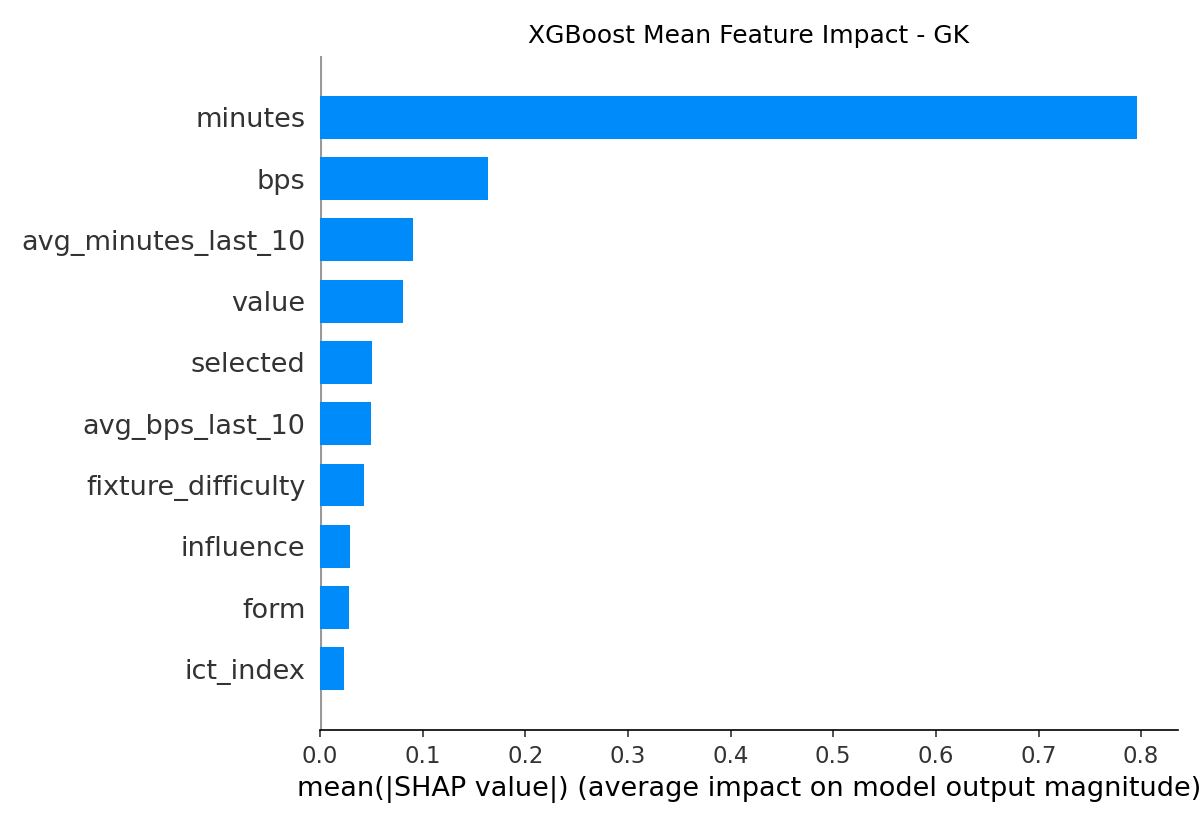 XGBoost Mean Feature Impact - GK
minutes
bps
avg_minutes_last_10
value
selected
avg_bps_last_10
fixture_difficulty
influence
form
ict_index
0.0 0.1 0.2 0.3 0.4 0.5 0.6 0.7 0.8
mean(|SHAP value|) (average impact on model output magnitude)